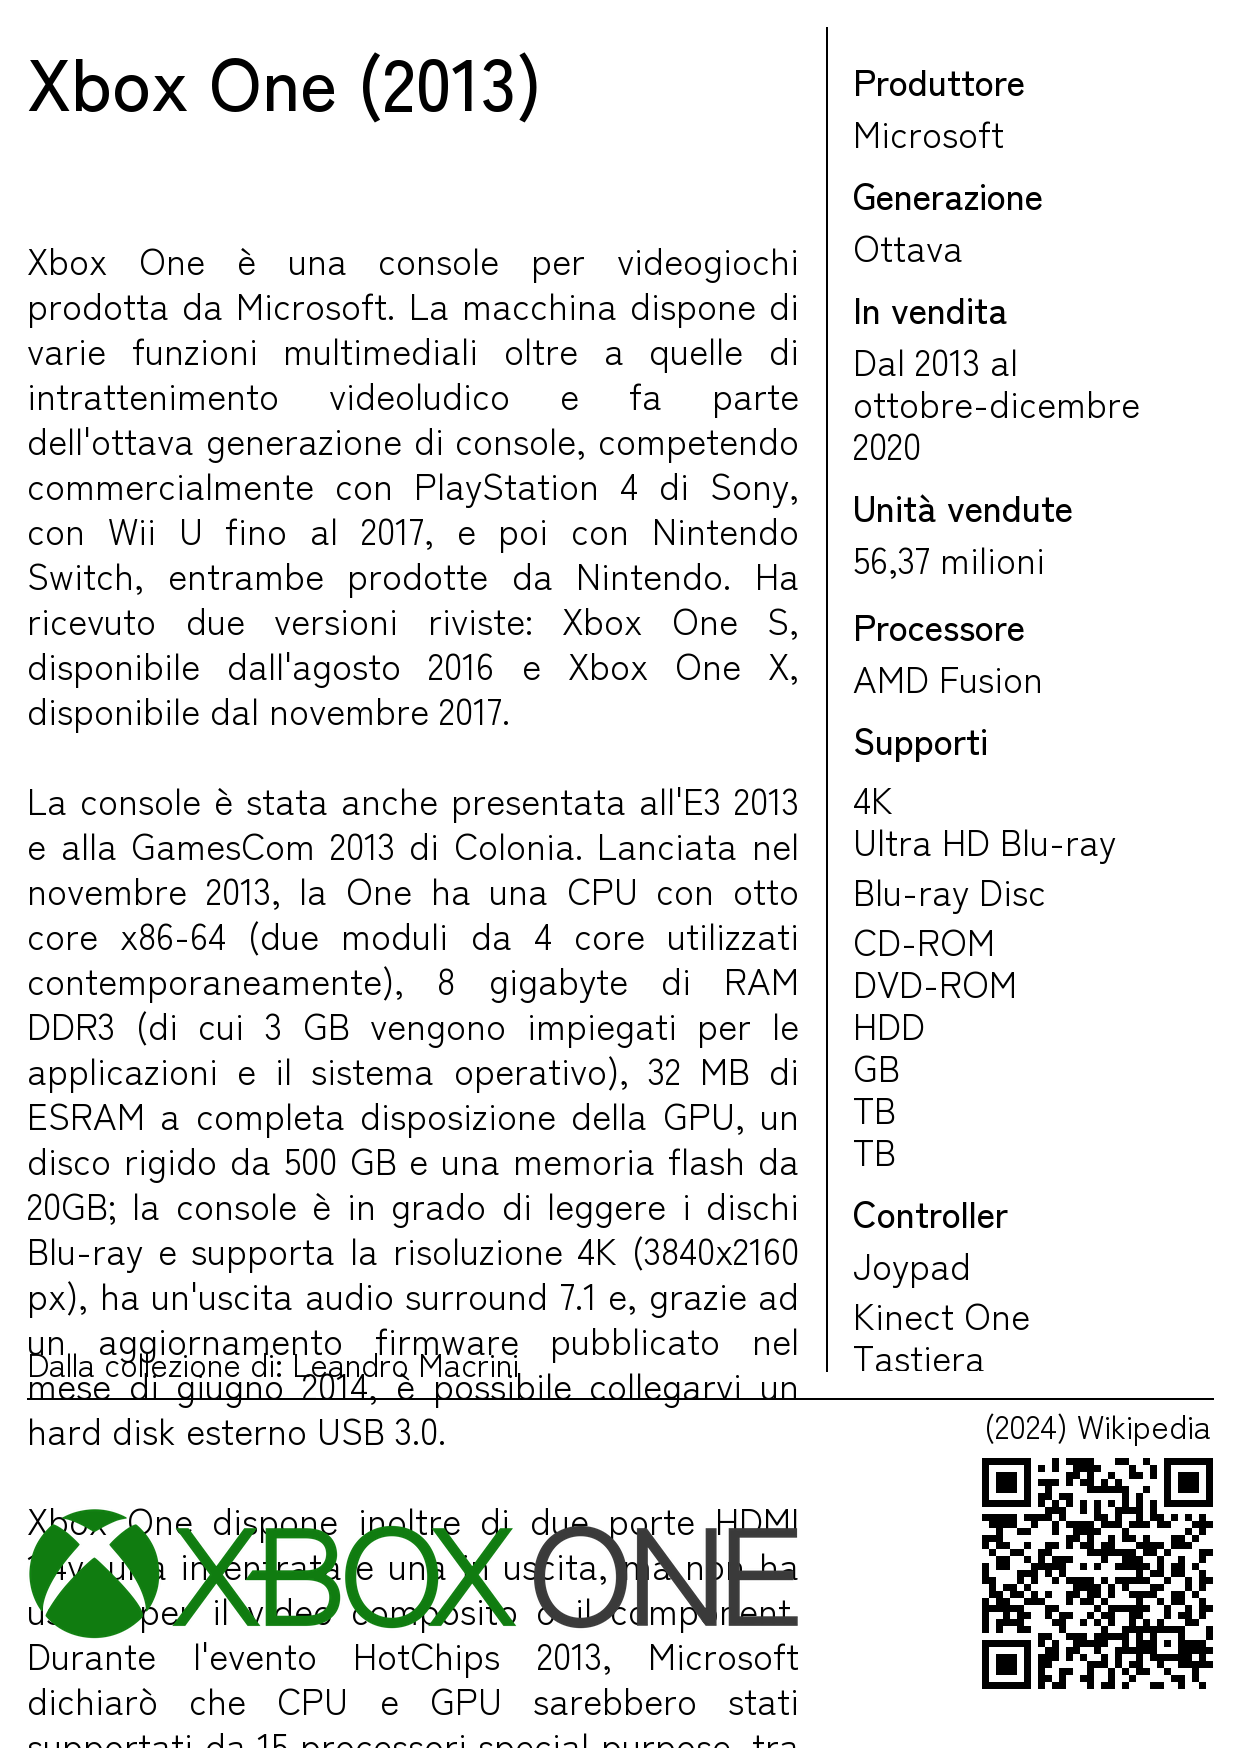 Xbox One (2013)
Xbox One è una console per videogiochi
prodotta da Microsoft. La macchina dispone di
varie funzioni multimediali oltre a quelle di
intrattenimento videoludico e fa parte
dell'ottava generazione di console, competendo
commercialmente con PlayStation 4 di Sony,
con Wii U fino al 2017, e poi con Nintendo
Switch, entrambe prodotte da Nintendo. Ha
ricevuto due versioni riviste: Xbox One S,
disponibile dall'agosto 2016 e Xbox One X,
disponibile dal novembre 2017.
La console è stata anche presentata all'E3 2013
e alla GamesCom 2013 di Colonia. Lanciata nel
novembre 2013, la One ha una CPU con otto
core x86-64 (due moduli da 4 core utilizzati
contemporaneamente), 8 gigabyte di RAM
DDR3 (di cui 3 GB vengono impiegati per le
applicazioni e il sistema operativo), 32 MB di
ESRAM a completa disposizione della GPU, un
disco rigido da 500 GB e una memoria flash da
20GB; la console è in grado di leggere i dischi
Blu-ray e supporta la risoluzione 4K (3840x2160
px), ha un'uscita audio surround 7.1 e, grazie ad
un aggiornamento firmware pubblicato nel
mese di giugno 2014, è possibile collegarvi un
hard disk esterno USB 3.0.
Xbox One dispone inoltre di due porte HDMI
una in entrata e una in uscita, ma non ha
per il video composito o il component.
Durante l'evento HotChips 2013, Microsoft
dichiarò che CPU e GPU sarebbero stati
supportati da 15 processori special purpose, tra
Dalla collezione di: Leandro Macrini
XBOX ONE
Produttore
Microsoft
Generazione
Ottava
In vendita
Dal 2013 al
ottobre-dicembre
2020
Unità vendute
56,37 milioni
Processore
AMD Fusion
Supporti
4K
Ultra HD Blu-ray
Blu-ray Disc
CD-ROM
DVD-ROM
HDD
GB
TB
TB
Controller
Joypad
Kinect One
Tastiera
(2024) Wikipedia